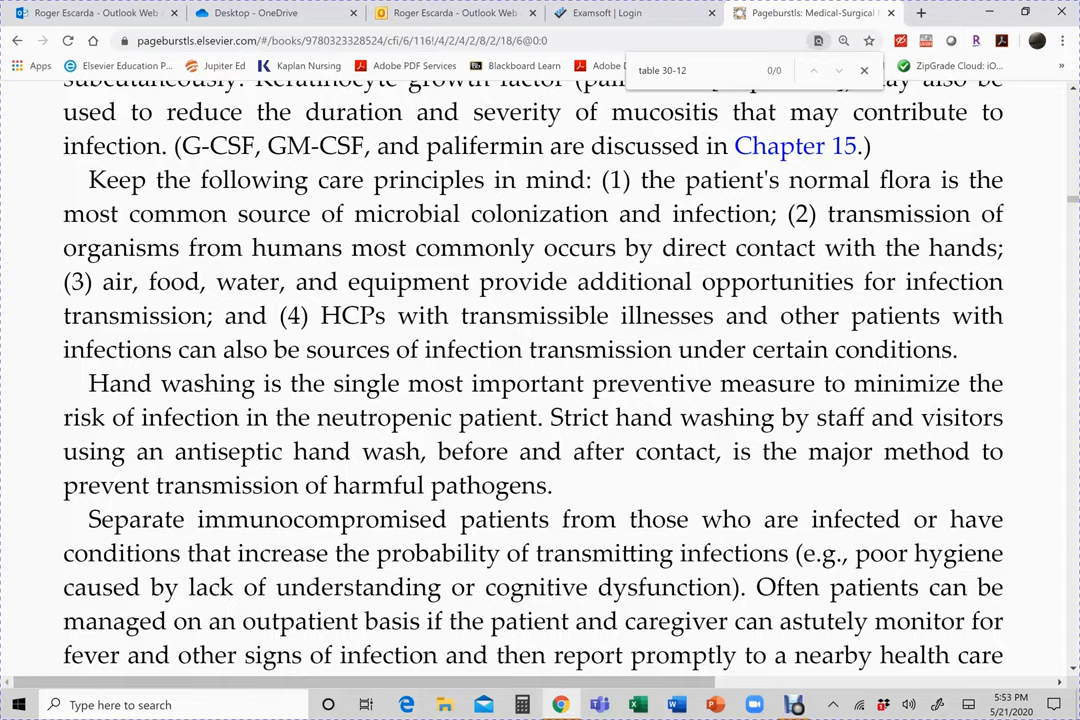 Roger Escarda - Outlook Web
Desktop - OneDrive
Roger Escarda - Outlook Web
Examsoft | Login
Pageburstls: Medical-Surgical
pageburstls.elsevier.com/#/books/9780323328524/cfi/6/116!/4/2/4/2/8/2/18/6@0:0
Apps
Elsevier Education P...
Jupiter Ed
Kaplan Nursing
Adobe PDF Services
Blackboard Learn
Adobe
table 30-12
0/0
ZipGrade Cloud: iO...
subcutaneously. Keratinocyte growth factor also be
used to reduce the duration and severity of mucositis that may contribute to
infection. (G-CSF, GM-CSF, and palifermin are discussed in Chapter 15.)
Keep the following care principles in mind: (1) the patient's normal flora is the
most common source of microbial colonization and infection; (2) transmission of
organisms from humans most commonly occurs by direct contact with the hands;
(3) air, food, water, and equipment provide additional opportunities for infection
transmission; and (4) HCPs with transmissible illnesses and other patients with
infections can also be sources of infection transmission under certain conditions.
Hand washing is the single most important preventive measure to minimize the
risk of infection in the neutropenic patient. Strict hand washing by staff and visitors
using an antiseptic hand wash, before and after contact, is the major method to
prevent transmission of harmful pathogens.
Separate immunocompromised patients from those who are infected or have
conditions that increase the probability of transmitting infections (e.g., poor hygiene
caused by lack of understanding or cognitive dysfunction). Often patients can be
managed on an outpatient basis if the patient and caregiver can astutely monitor for
fever and other signs of infection and then report promptly to a nearby health care
Type here to search
5:53 PM
5/21/2020